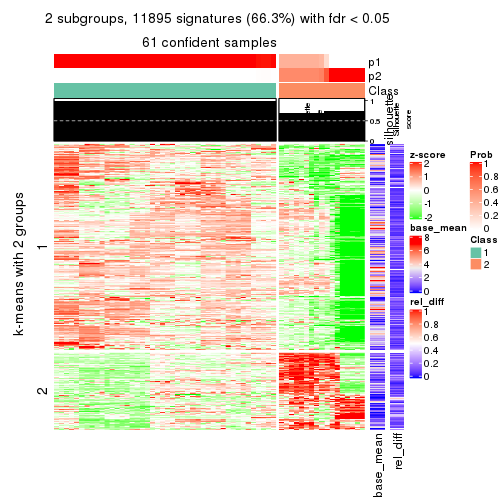 2 subgroups, 11895 signatures (66.3%) with fdr < 0.05
61 confident samples
p1
p2
Class
1
0.5
0
silhouette
Silhouette
score
k-means with 2 groups
1
2
base_mean
rel_diff
z-score
2
1
0
-1
-2
base_mean
8
6
4
2
0
rel_diff
1
0.8
0.6
0.4
0.2
0
Prob
1
0.8
0.6
0.4
0.2
0
Class
1
2